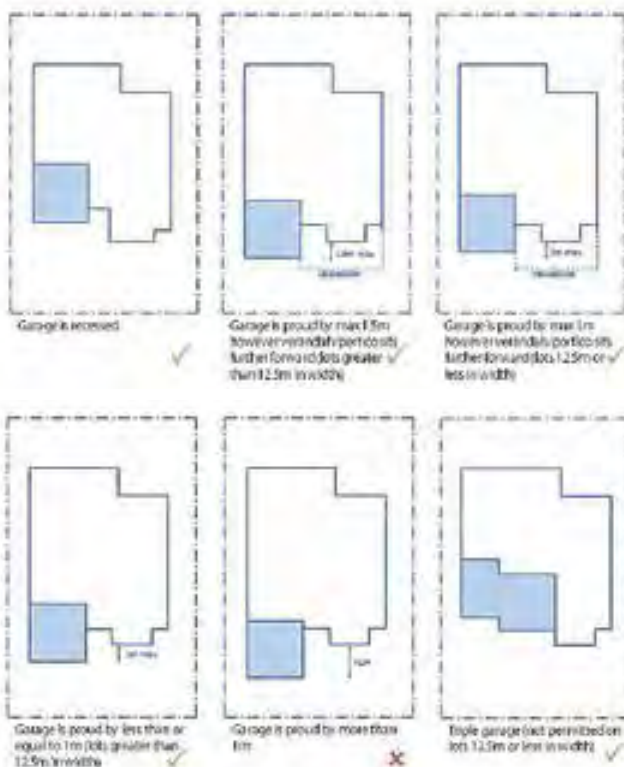 Garage is recessed
Garage is proud by max 1.5m
however verandah/portico sits
further forward (lots greater
than 12.5m in width)
Garage is proud by max 1m
however verandah/portico sits
further forward (lots 12.5m or
less in width)
Garage is proud by less than or
equal to 1m (lots greater than
12.5m in width)
Garage is proud by more than
1m
Triple garage (not permitted on
lots 12.5m or less in width)